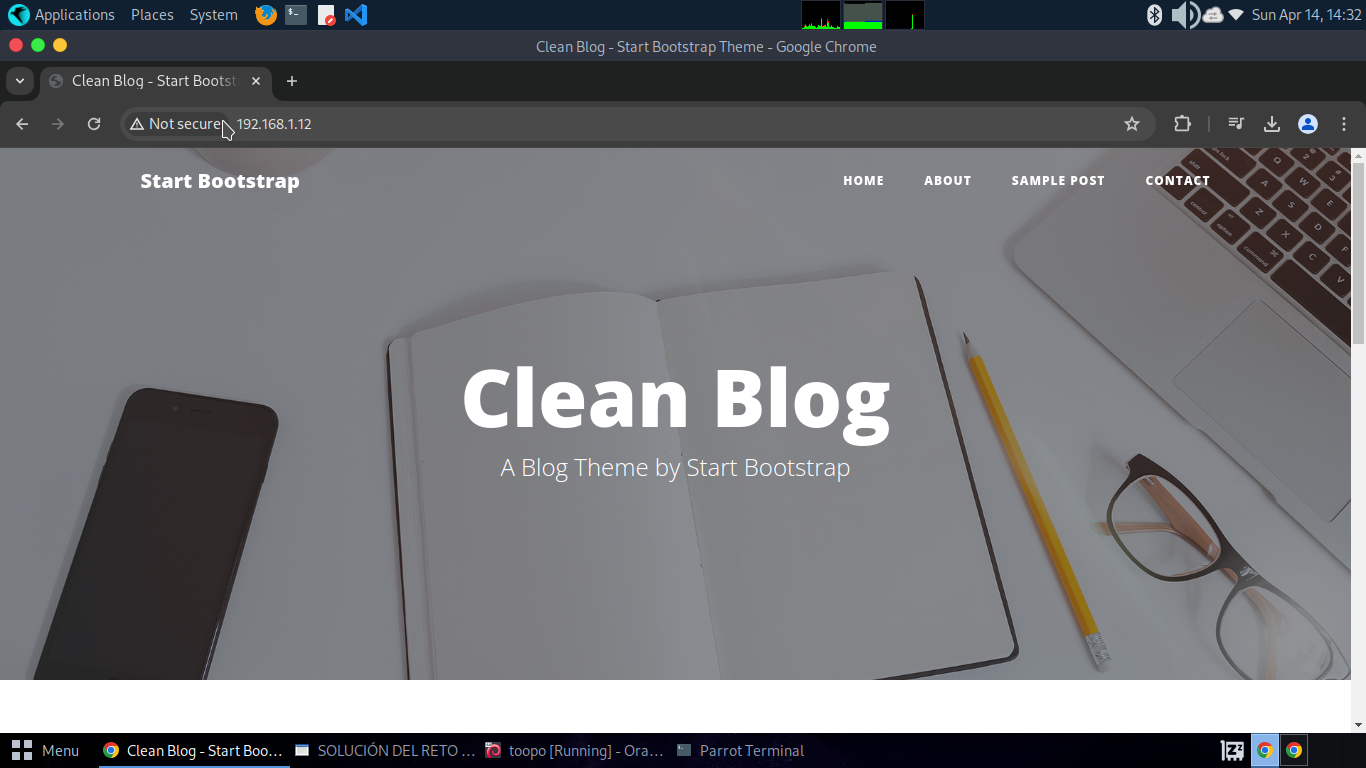 Applications Places System Sun Apr 14, 14:32
Clean Blog - Start Bootstrap Theme - Google Chrome
Clean Blog - Start Bootst
Not secure 192.168.1.12
Start Bootstrap HOME ABOUT SAMPLE POST CONTACT
Clean Blog
A Blog Theme by Start Bootstrap
Menu Clean Blog - Start Boo... SOLUCIÓN DEL RETO ... toopo [Running] - Ora... Parrot Terminal